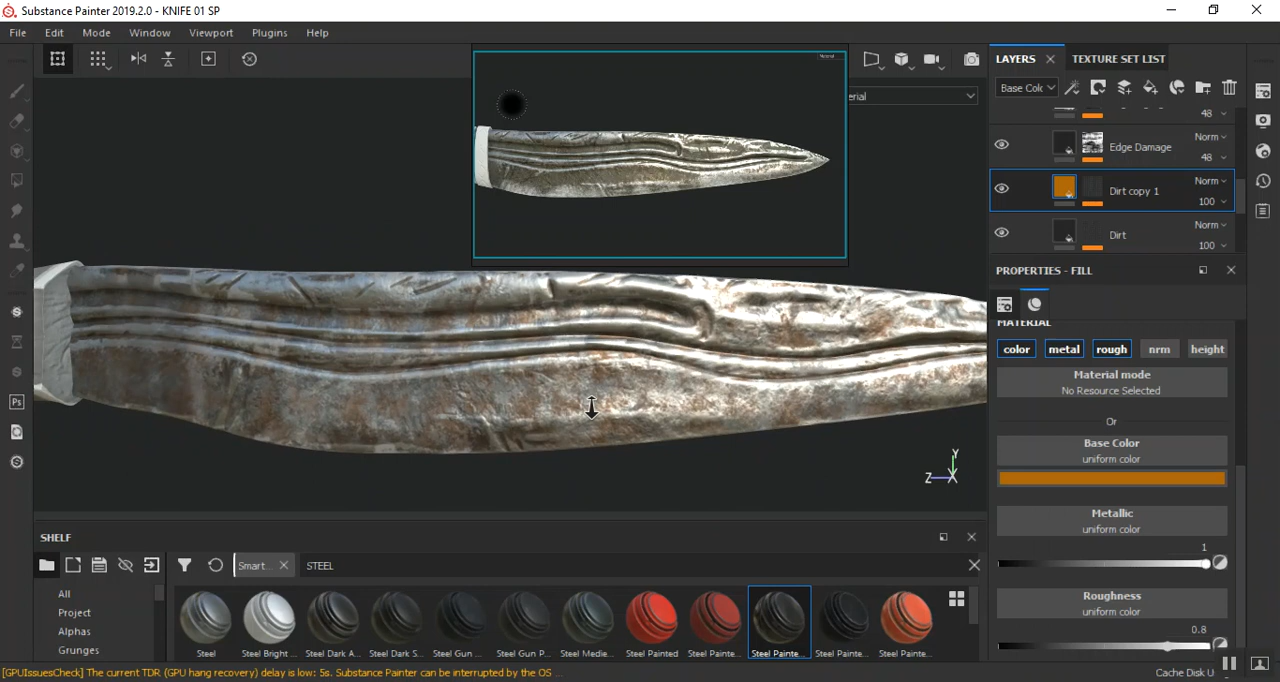 Substance Painter 2019.2.0 - KNIFE 01 SP
File Edit Window Viewport Plugins Help
LAYERS TEXTURE SET LIST
Material
erial
Base Colo
48
Norm
Edge Damage
48
Norm
Dirt copy 1
100
Norm
Dirt
100
PROPERTIES - FILL
MATERIAL
color metal rough nrm height
Material mode
No Resource Selected
Or
Base Color
uniform color
Metallic
uniform color
1
Roughness
uniform color
0.8
Y
Z X
SHELF
Ps
Smart... STEEL
All
Project
Alphas
Grunges
Steel Steel Bright ... Steel Dark A... Steel Dark S... Steel Gun ... Steel Gun P... Steel Medie... Steel Painted Steel Painte... Steel Painte... Steel Painte... Steel Painte...
[GPUIssuesCheck] The current TDR (GPU hang recovery) delay is low: 5s. Substance Painter can be interrupted by the OS ...
Cache Disk U